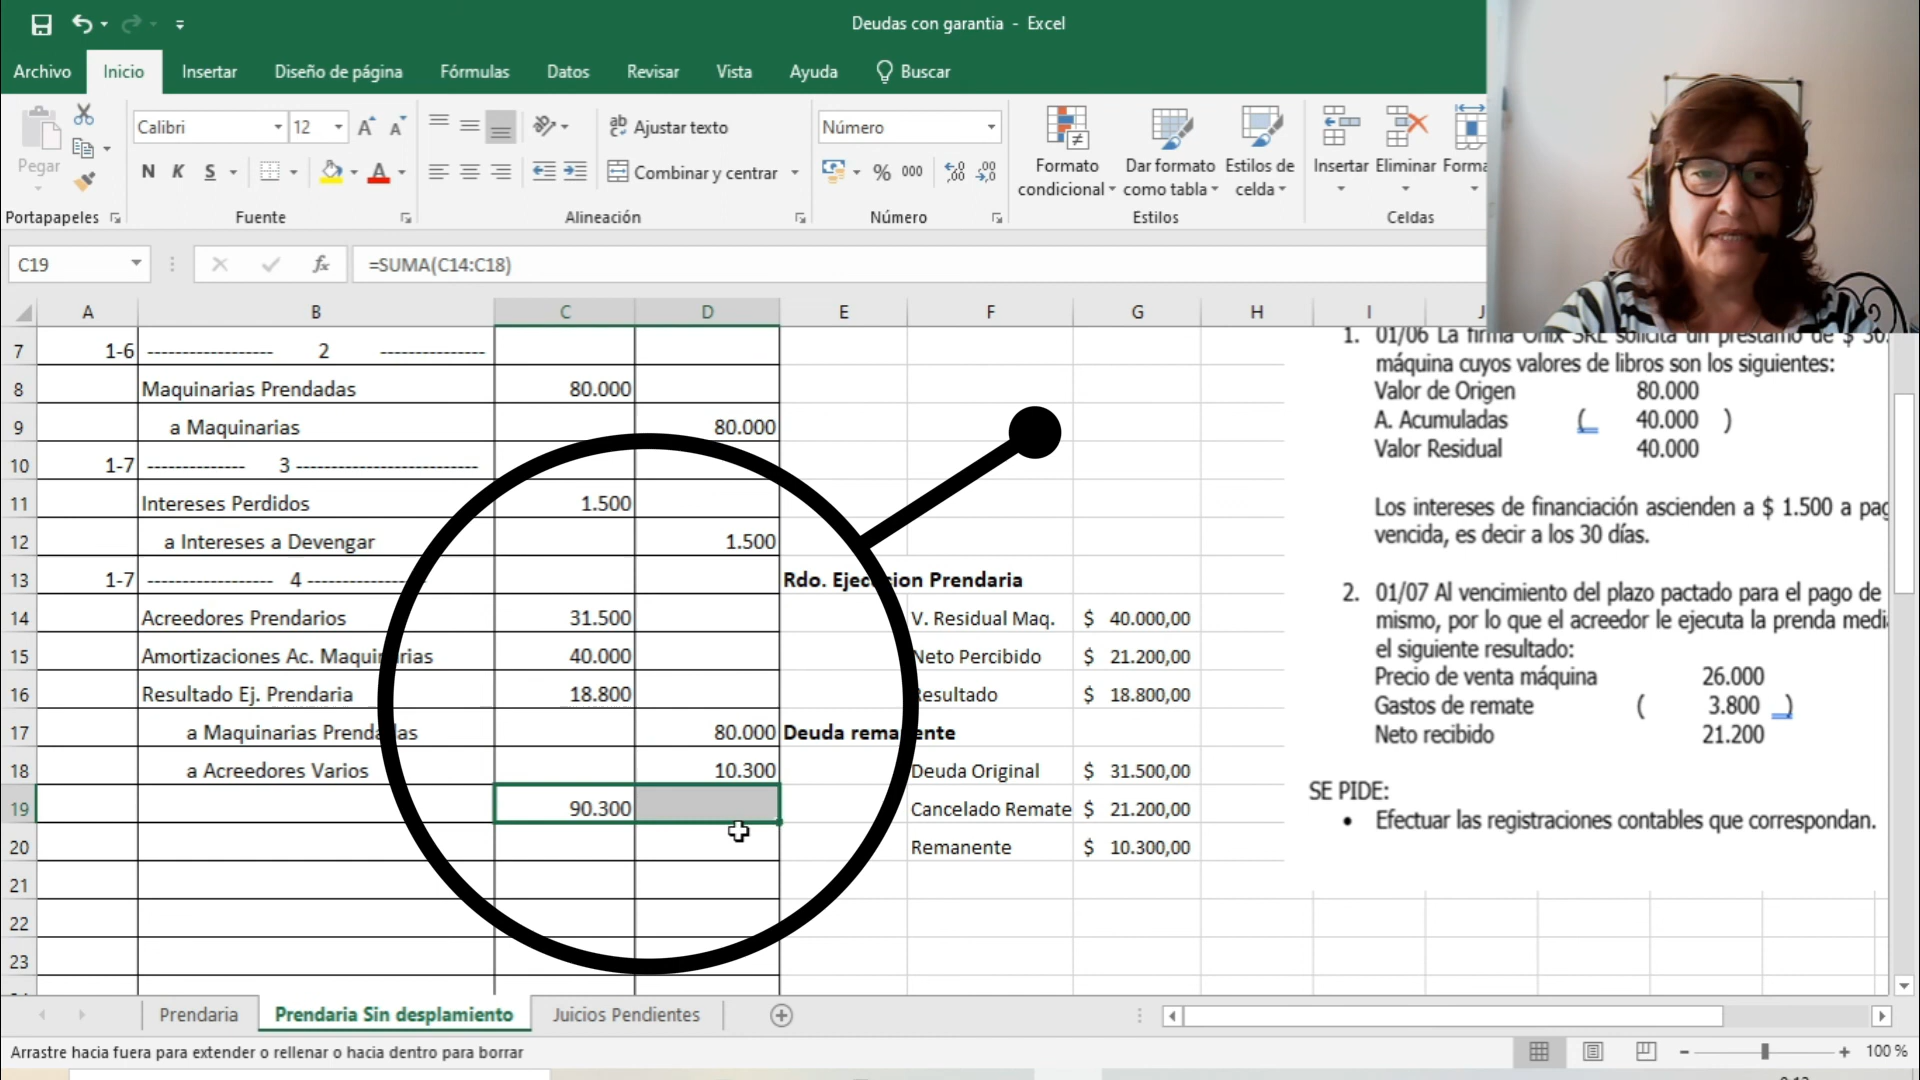 Deudas con garantia - Excel
Archivo Inicio Insertar Diseño de página Fórmulas Datos Revisar Vista Ayuda Buscar
Pegar
Calibri 12
N K S
Ajustar texto
Combinar y centrar
Número
% 000
Formato condicional
Dar formato como tabla
Estilos de celda
Insertar Eliminar Forma
Portapapeles Fuente Alineación Número Estilos Celdas
C19 fx =SUMA(C14:C18)
A B C D E F G H I J
7 1-6 ------------------- 2 ----------------
8 Maquinarias Prendadas 80.000
9 a Maquinarias 80.000
10 1-7 --------------- 3 ----------------------------
11 Intereses Perdidos 1.500
12 a Intereses a Devengar 1.500
13 1-7 ------------------- 4 ---------------- Rdo. Ejecucion Prendaria
14 Acreedores Prendarios 31.500 V. Residual Maq. $ 40.000,00
15 Amortizaciones Ac. Maquinarias 40.000 Neto Percibido $ 21.200,00
16 Resultado Ej. Prendaria 18.800 Resultado $ 18.800,00
17 a Maquinarias Prendadas 80.000 Deuda remanente
18 a Acreedores Varios 10.300 Deuda Original $ 31.500,00
19 90.300 Cancelado Remate $ 21.200,00
20 Remanente $ 10.300,00
21
22
23
1. 01/06 La firma Onix SRL solicita un préstamo de $ 30.
máquina cuyos valores de libros son los siguientes:
Valor de Origen 80.000
A. Acumuladas ( 40.000 )
Valor Residual 40.000
Los intereses de financiación ascienden a $ 1.500 a pag
vencida, es decir a los 30 días.
2. 01/07 Al vencimiento del plazo pactado para el pago de
mismo, por lo que el acreedor le ejecuta la prenda medi
el siguiente resultado:
Precio de venta máquina 26.000
Gastos de remate ( 3.800 )
Neto recibido 21.200
SE PIDE:
• Efectuar las registraciones contables que correspondan.
Prendaria Prendaria Sin desplamiento Juicios Pendientes
Arrastre hacia fuera para extender o rellenar o hacia dentro para borrar
100 %